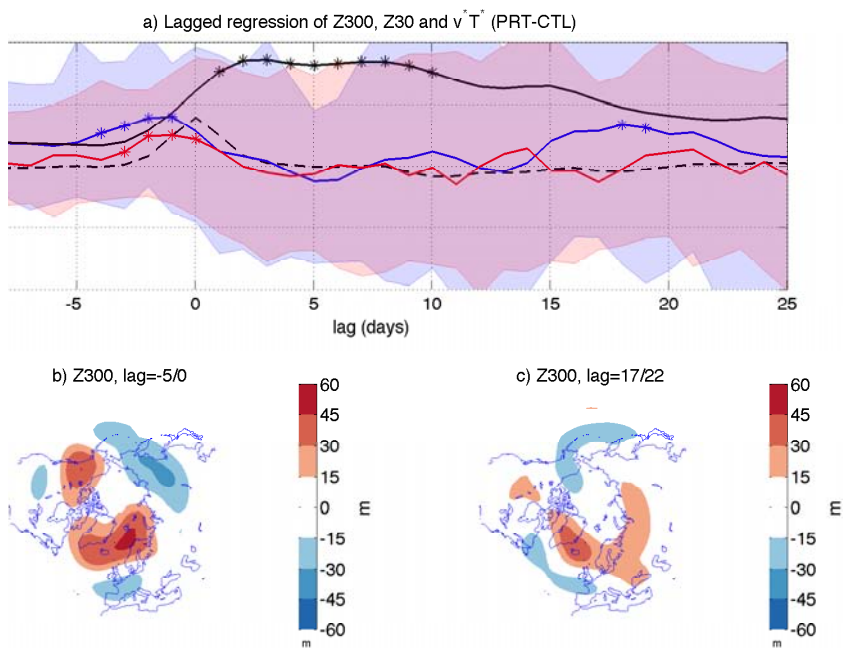 a) Lagged regression of Z300, Z30 and v*T* (PRT-CTL)
-5 0 5 10 15 20 25
lag (days)
b) Z300, lag=-5/0
60
45
30
15
0
-15
-30
-45
-60
m
m
c) Z300, lag=17/22
60
45
30
15
0
-15
-30
-45
-60
m
m